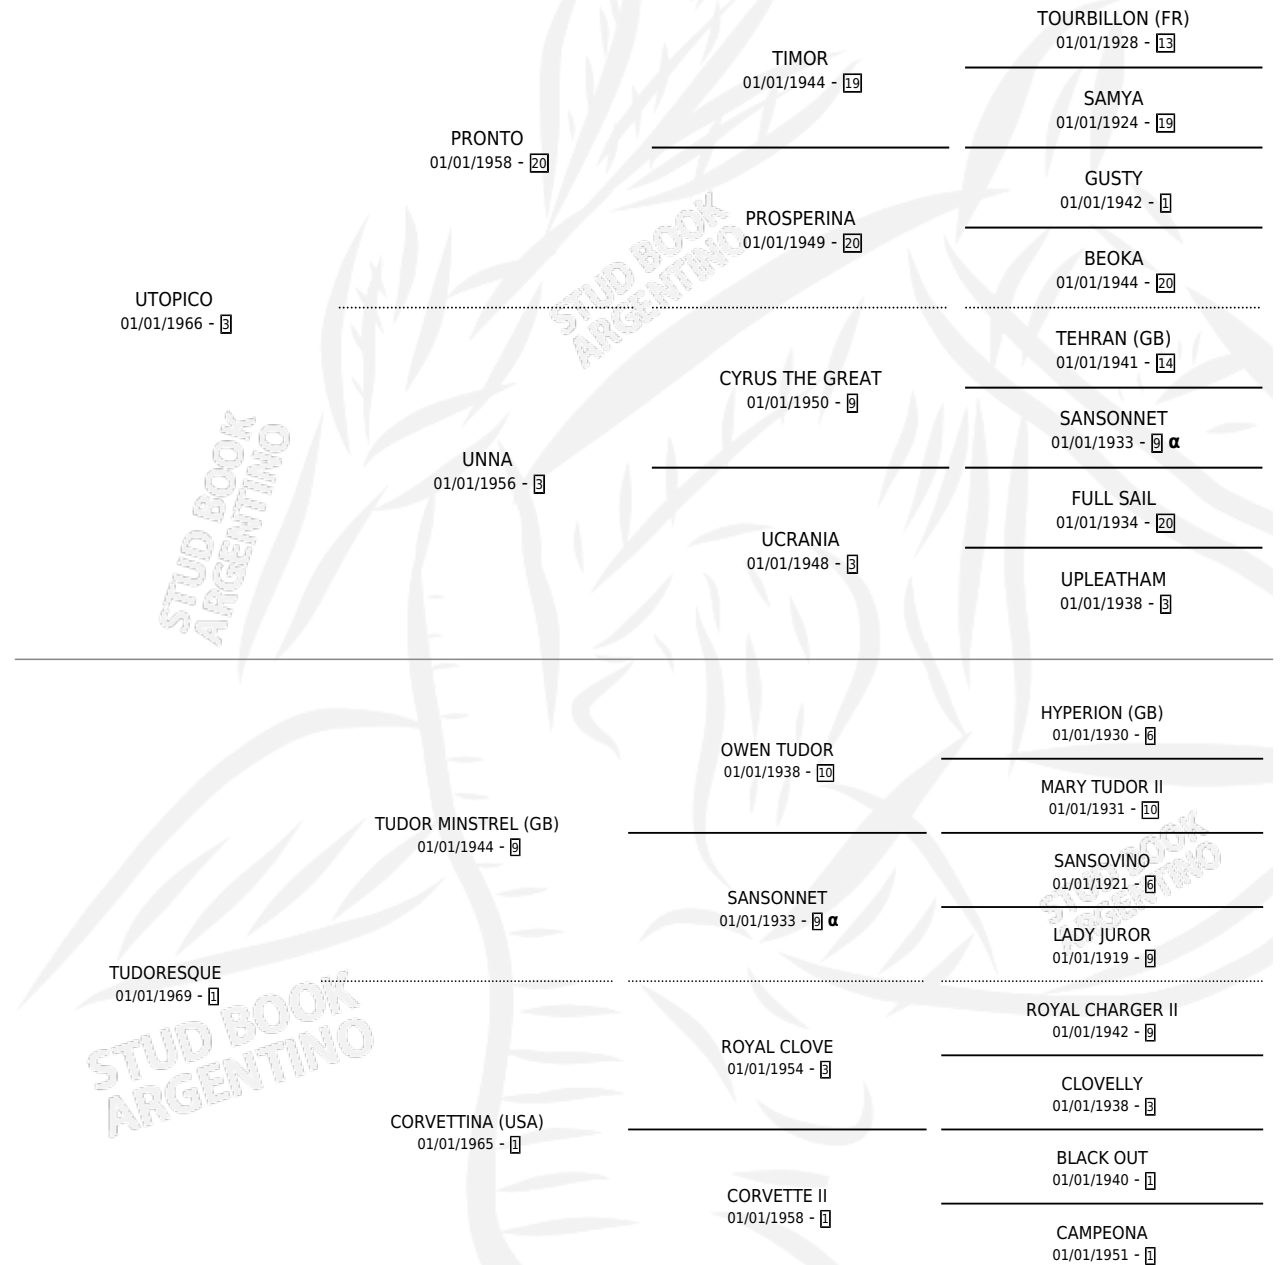 TOURBILLON (FR)
01/01/1928 - 13
TIMOR
01/01/1944 - 19
SAMYA
01/01/1924 - 19
PRONTO
01/01/1958 - 20
GUSTY
01/01/1942 - 1
PROSPERINA
01/01/1949 - 20
BEOKA
01/01/1944 - 20
STUD BOOK
ARGENTINO
UTOPICO
01/01/1966 - 3
TEHRAN (GB)
01/01/1941 - 14
CYRUS THE GREAT
01/01/1950 - 9
SANSONNET
01/01/1933 - 9 α
UNNA
01/01/1956 - 3
FULL SAIL
01/01/1934 - 20
UCRANIA
01/01/1948 - 3
UPLEATHAM
01/01/1938 - 3
STUD BOOK
ARGENTINO
HYPERION (GB)
01/01/1930 - 6
OWEN TUDOR
01/01/1938 - 10
MARY TUDOR II
01/01/1931 - 10
TUDOR MINSTREL (GB)
01/01/1944 - 9
SANSOVINO
01/01/1921 - 6
SANSONNET
01/01/1933 - 9 α
LADY JUROR
01/01/1919 - 9
STUD BOOK
ARGENTINO
TUDORESQUE
01/01/1969 - 1
ROYAL CHARGER II
01/01/1942 - 9
ROYAL CLOVE
01/01/1954 - 3
CLOVELLY
01/01/1938 - 3
STUD BOOK
ARGENTINO
CORVETTINA (USA)
01/01/1965 - 1
BLACK OUT
01/01/1940 - 1
CORVETTE II
01/01/1958 - 1
CAMPEONA
01/01/1951 - 1